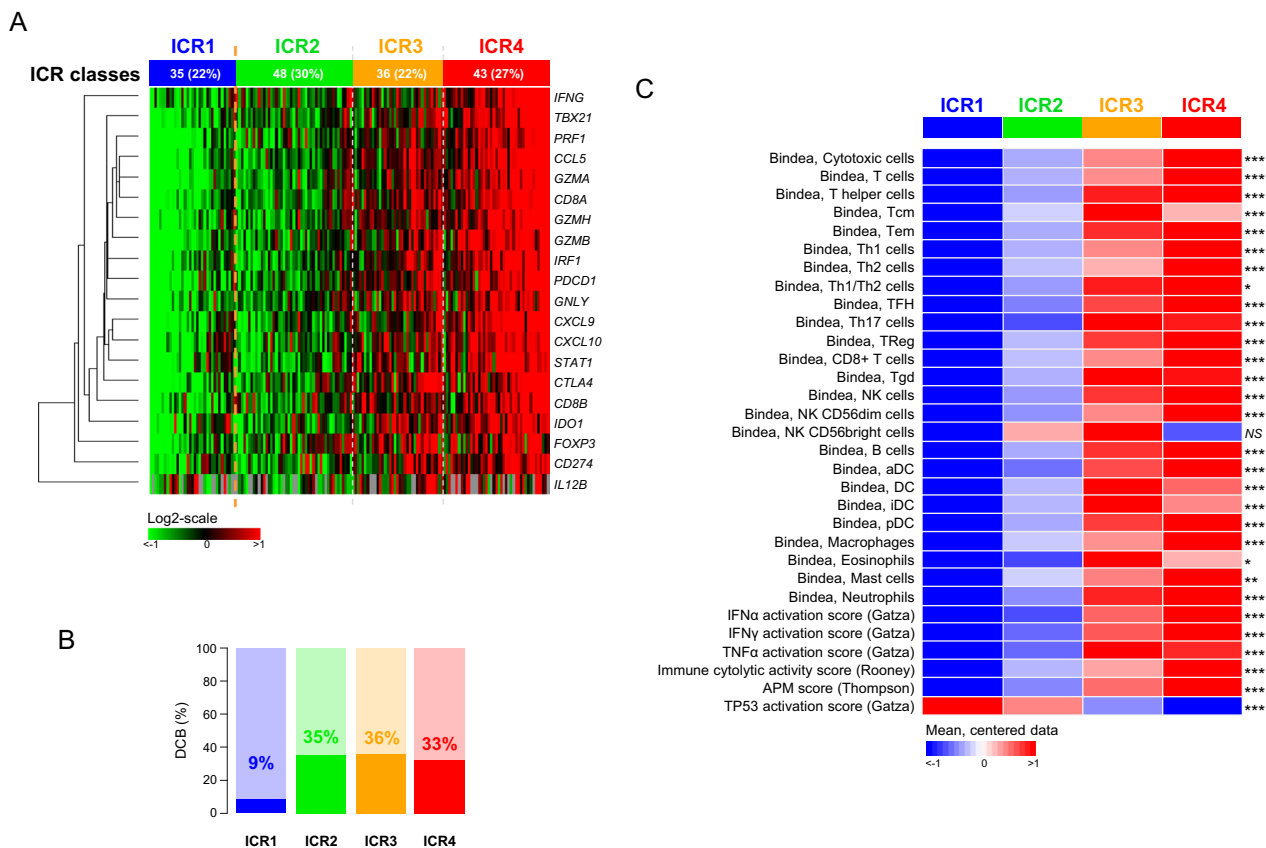 A
ICR1 ICR2 ICR3 ICR4
ICR classes 35 (22%) 48 (30%) 36 (22%) 43 (27%)
IFNG
TBX21
PRF1
CCL5
GZMA
CD8A
GZMH
GZMB
IRF1
PDCD1
GNLY
CXCL9
CXCL10
STAT1
CTLA4
CD8B
IDO1
FOXP3
CD274
IL12B
Log2-scale
<-1 0 >1
B
DCB (%)
100
80
60
40
20
0
9% 35% 36% 33%
ICR1 ICR2 ICR3 ICR4
C
ICR1 ICR2 ICR3 ICR4
Bindea, Cytotoxic cells ***
Bindea, T cells ***
Bindea, T helper cells ***
Bindea, Tcm ***
Bindea, Tem ***
Bindea, Th1 cells ***
Bindea, Th2 cells ***
Bindea, Th1/Th2 cells *
Bindea, TFH ***
Bindea, Th17 cells ***
Bindea, TReg ***
Bindea, CD8+ T cells ***
Bindea, Tgd ***
Bindea, NK cells ***
Bindea, NK CD56dim cells ***
Bindea, NK CD56bright cells NS
Bindea, B cells ***
Bindea, aDC ***
Bindea, DC ***
Bindea, iDC ***
Bindea, pDC ***
Bindea, Macrophages ***
Bindea, Eosinophils *
Bindea, Mast cells **
Bindea, Neutrophils ***
IFNα activation score (Gatza) ***
IFNγ activation score (Gatza) ***
TNFα activation score (Gatza) ***
Immune cytolytic activity score (Rooney) ***
APM score (Thompson) ***
TP53 activation score (Gatza) ***
Mean, centered data
<-1 0 >1